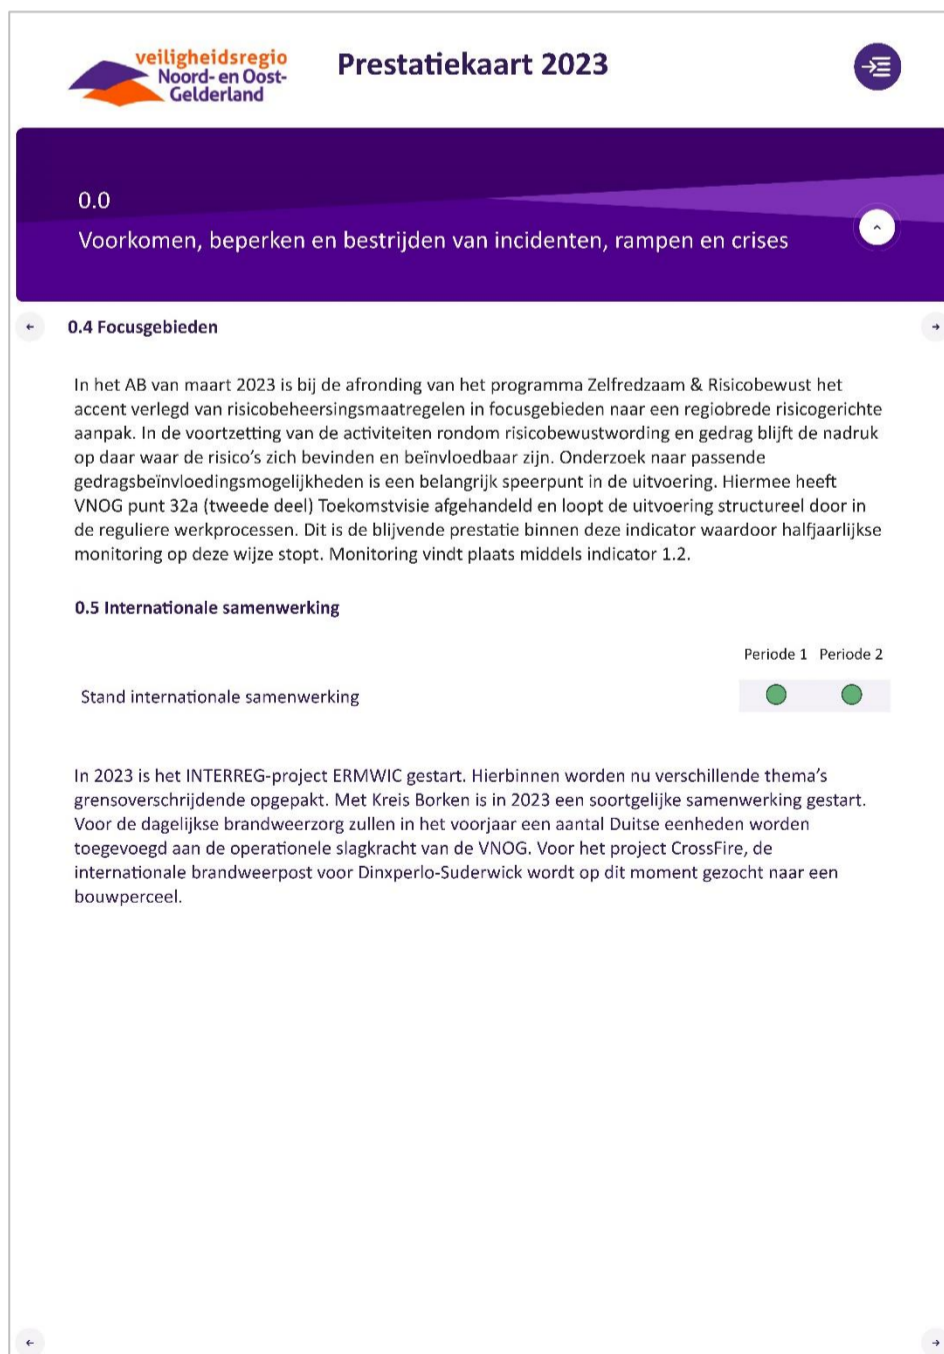 veiligheidsregio
Noord- en Oost-
Gelderland
Prestatiekaart 2023
0.0
Voorkomen, beperken en bestrijden van incidenten, rampen en crises
0.4 Focusgebieden
In het AB van maart 2023 is bij de afronding van het programma Zelfredzaam & Risicobewust het
accent verlegd van risicobeheersingsmaatregelen in focusgebieden naar een regiobrede risicogerichte
aanpak. In de voortzetting van de activiteiten rondom risicobewustwording en gedrag blijft de nadruk
op daar waar de risico's zich bevinden en beïnvloedbaar zijn. Onderzoek naar passende
gedragsbeïnvloedingsmogelijkheden is een belangrijk speerpunt in de uitvoering. Hiermee heeft
VNOG punt 32a (tweede deel) Toekomstvisie afgehandeld en loopt de uitvoering structureel door in
de reguliere werkprocessen. Dit is de blijvende prestatie binnen deze indicator waardoor halfjaarlijkse
monitoring op deze wijze stopt. Monitoring vindt plaats middels indicator 1.2.
0.5 Internationale samenwerking
Periode 1 Periode 2
Stand internationale samenwerking
In 2023 is het INTERREG-project ERMWIC gestart. Hierbinnen worden nu verschillende thema's
grensoverschrijdende opgepakt. Met Kreis Borken is in 2023 een soortgelijke samenwerking gestart.
Voor de dagelijkse brandweerzorg zullen in het voorjaar een aantal Duitse eenheden worden
toegevoegd aan de operationele slagkracht van de VNOG. Voor het project CrossFire, de
internationale brandweerpost voor Dinxperlo-Suderwick wordt op dit moment gezocht naar een
bouwperceel.